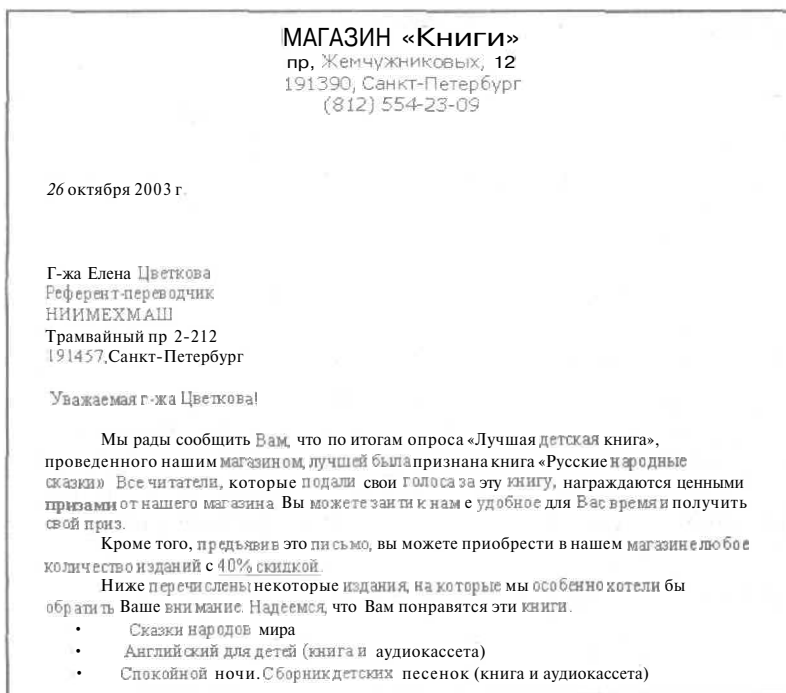 МАГАЗИН «Книги»
пр, Жемчужниковых, 12
191390, Санкт-Петербург
(812) 554-23-09
26 октября 2003 г.
Г-жа Елена Цветкова
Референт-переводчик
НИИМЕХМАШ
Трамвайный пр 2-212
191457,Санкт-Петербург
Уважаемая г-жа Цветкова!
Мы рады сообщить Вам, что по итогам опроса «Лучшая детская книга»,
проведенного нашим магазином, лучшей была признана книга «Русские народные
сказки» Все читатели, которые подали свои голоса за эту книгу, награждаются ценными
призами от нашего магазина Вы можете заити к нам е удобное для Вас время и получить
свой приз.
Кроме того, предъявив это письмо, вы можете приобрести в нашем магазине любое
количество изданий с 40% скидкой.
Ниже перечислены некоторые издания, на которые мы особенно хотели бы
обратить Ваше внимание. Надеемся, что Вам понравятся эти книги.
• Сказки народов мира
• Английский для детей (книга и аудиокассета)
• Спокойной ночи. Сборник детских песенок (книга и аудиокассета)